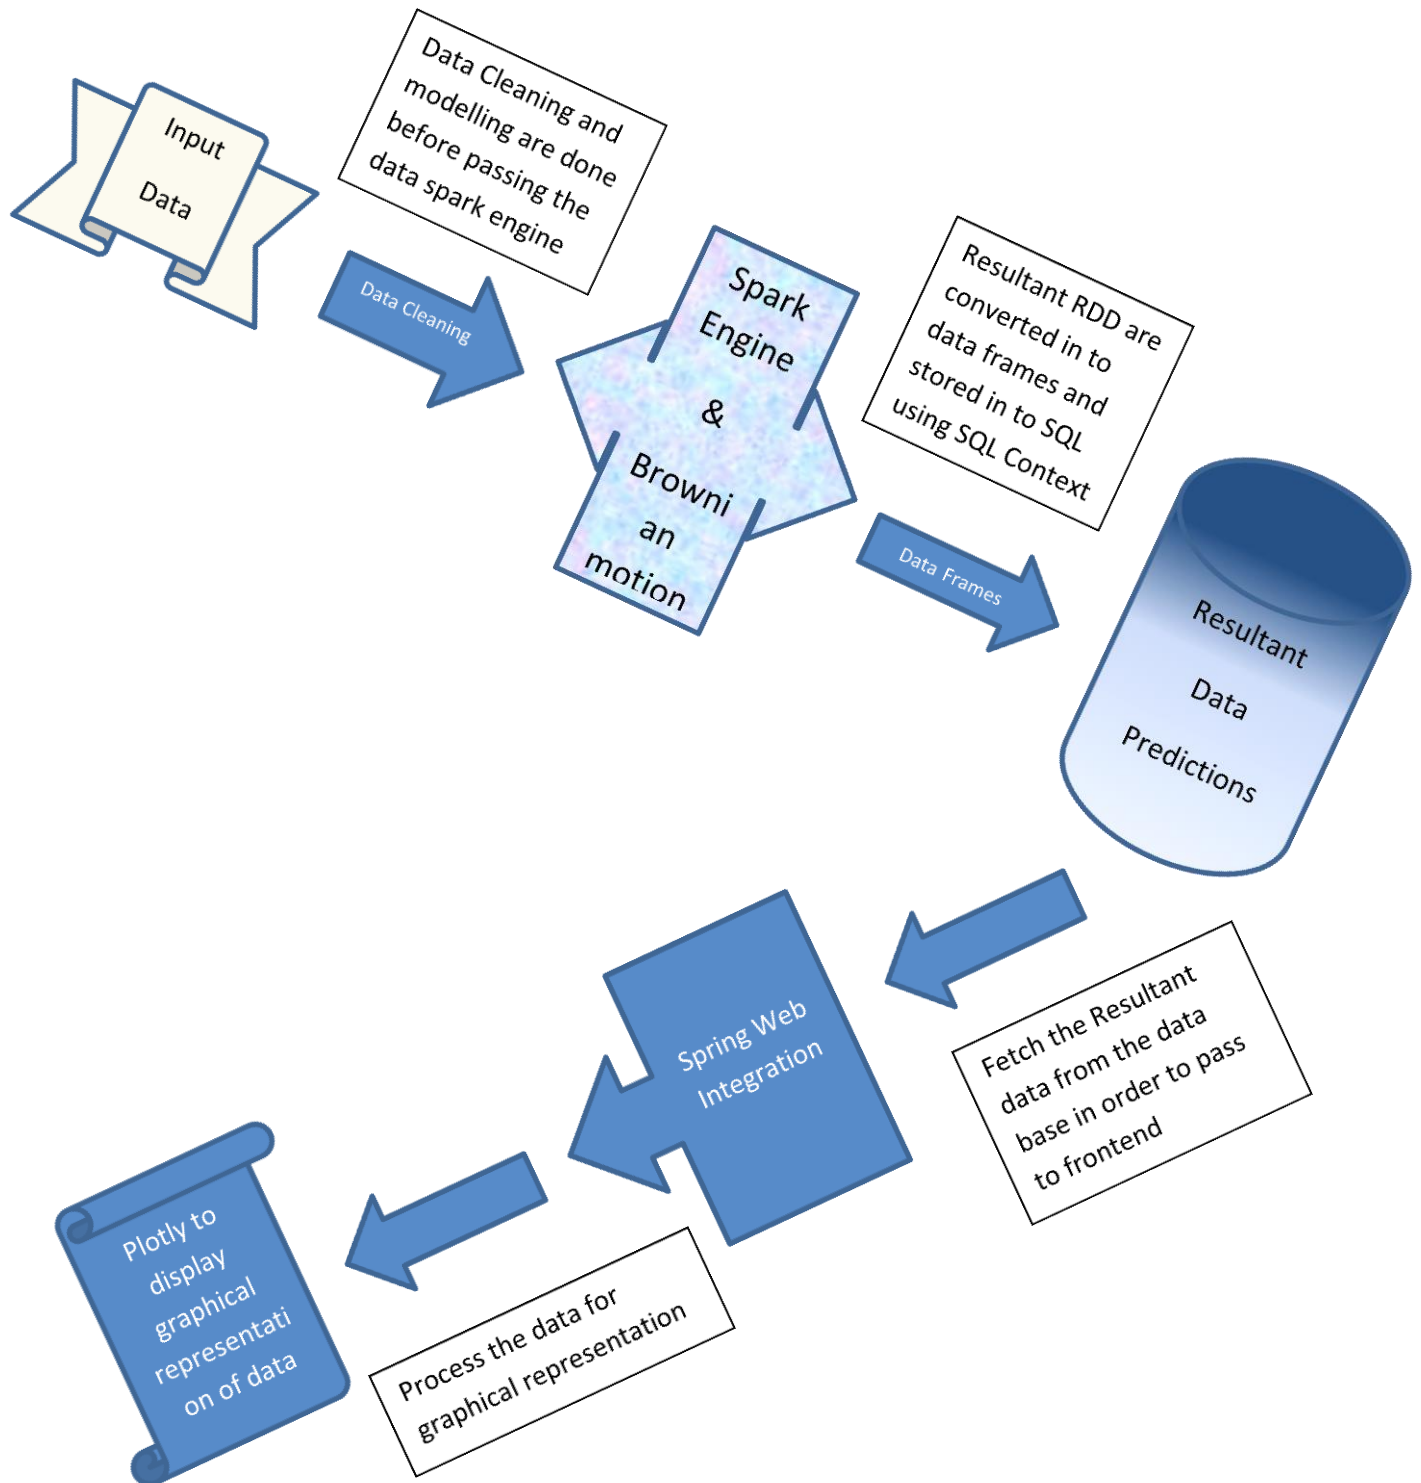 Input
Data
Data Cleaning and
modelling are done
before passing the
data spark engine
Data Cleaning
Spark
Engine
&
Browni
an
motion
Resultant RDD are
converted in to
data frames and
stored in to SQL
using SQL Context
Data Frames
Resultant
Data
Predictions
Fetch the Resultant
data from the data
base in order to pass
to frontend
Spring Web
Integration
Process the data for
graphical representation
Plotly to
display
graphical
representati
on of data